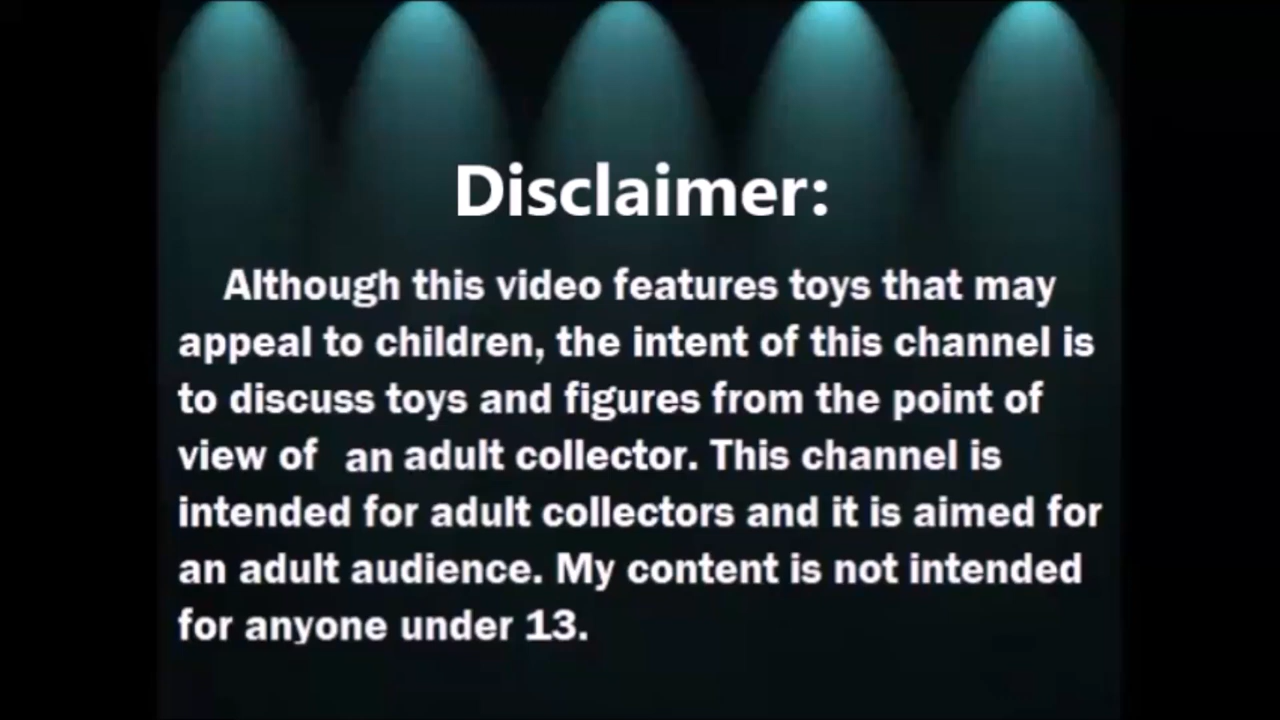 Disclaimer:
Although this video features toys that may
appeal to children, the intent of this channel is
to discuss toys and figures from the point of
view of an adult collector. This channel is
intended for adult collectors and it is aimed for
an adult audience. My content is not intended
for anyone under 13.